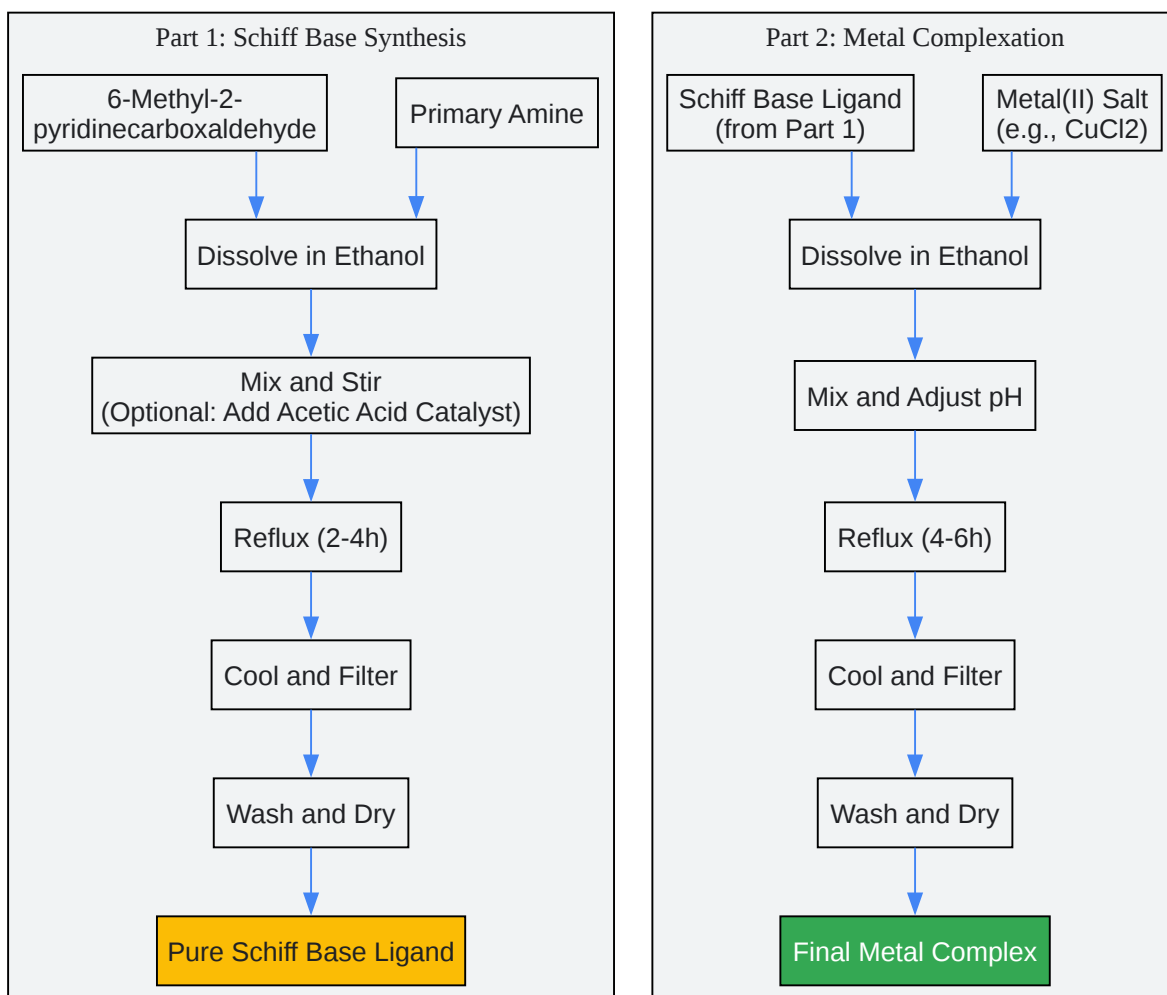 Part 1: Schiff Base Synthesis
6-Methyl-2-
pyridinecarboxaldehyde
Primary Amine
Dissolve in Ethanol
Mix and Stir
(Optional: Add Acetic Acid Catalyst)
Reflux (2-4h)
Cool and Filter
Wash and Dry
Pure Schiff Base Ligand
Part 2: Metal Complexation
Schiff Base Ligand
(from Part 1)
Metal(II) Salt
(e.g., CuCl2)
Dissolve in Ethanol
Mix and Adjust pH
Reflux (4-6h)
Cool and Filter
Wash and Dry
Final Metal Complex